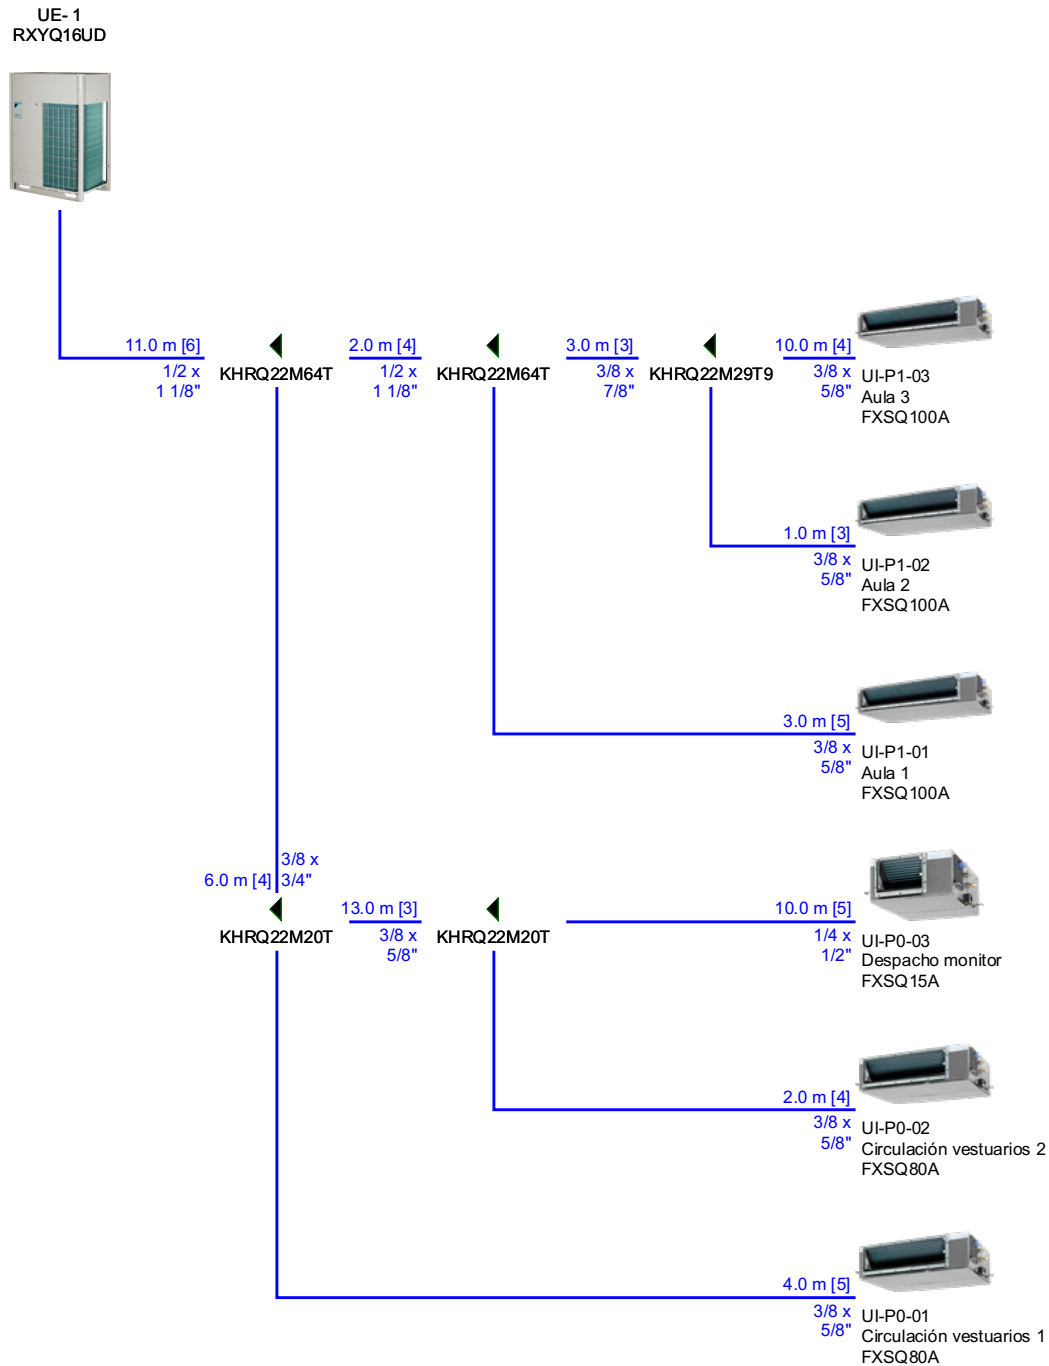 UE- 1
RXYQ16UD
11.0 m [6]
1/2 x
1 1/8"
KHRQ22M64T
2.0 m [4]
1/2 x
1 1/8"
KHRQ22M64T
3.0 m [3]
3/8 x
7/8"
KHRQ22M29T9
10.0 m [4]
3/8 x
5/8"
UI-P1-03
Aula 3
FXSQ100A
1.0 m [3]
3/8 x
5/8"
UI-P1-02
Aula 2
FXSQ100A
3.0 m [5]
3/8 x
5/8"
UI-P1-01
Aula 1
FXSQ100A
6.0 m [4]
3/8 x
3/4"
KHRQ22M20T
13.0 m [3]
3/8 x
5/8"
KHRQ22M20T
10.0 m [5]
1/4 x
1/2"
UI-P0-03
Despacho monitor
FXSQ15A
2.0 m [4]
3/8 x
5/8"
UI-P0-02
Circulación vestuarios 2
FXSQ80A
4.0 m [5]
3/8 x
5/8"
UI-P0-01
Circulación vestuarios 1
FXSQ80A